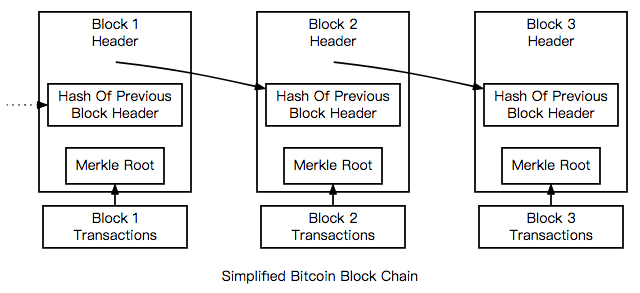 Block 1
Header
Hash Of Previous
Block Header
Merkle Root
Block 1
Transactions
Block 2
Header
Hash Of Previous
Block Header
Merkle Root
Block 2
Transactions
Block 3
Header
Hash Of Previous
Block Header
Merkle Root
Block 3
Transactions
Simplified Bitcoin Block Chain